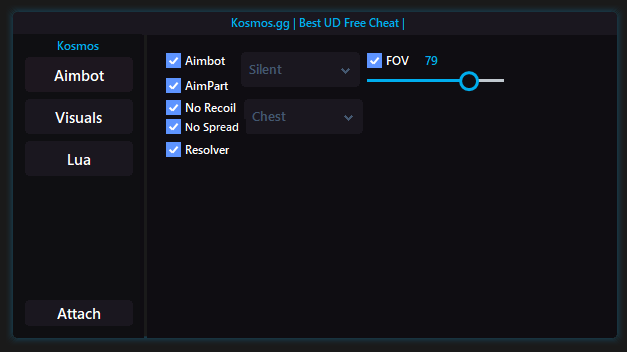 Kosmos.gg | Best UD Free Cheat |
Kosmos
Aimbot
Visuals
Lua
Attach
Aimbot
Silent
FOV 79
AimPart
No Recoil
Chest
No Spread
Resolver